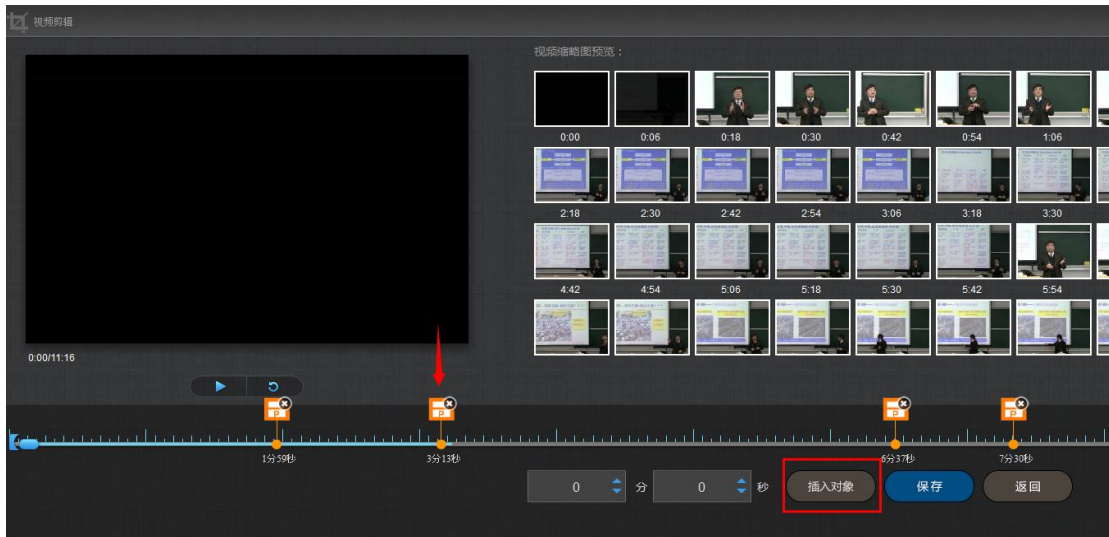 视频剪辑
视频缩略图预览：
0:00 0:06 0:18 0:30 0:42 0:54 1:06
2:18 2:30 2:42 2:54 3:06 3:18 3:30
4:42 4:54 5:06 5:18 5:30 5:42 5:54
0:00/11:16
P P P P
1分59秒 3分13秒 6分37秒 7分30秒
0 分 0 秒 插入对象 保存 返回